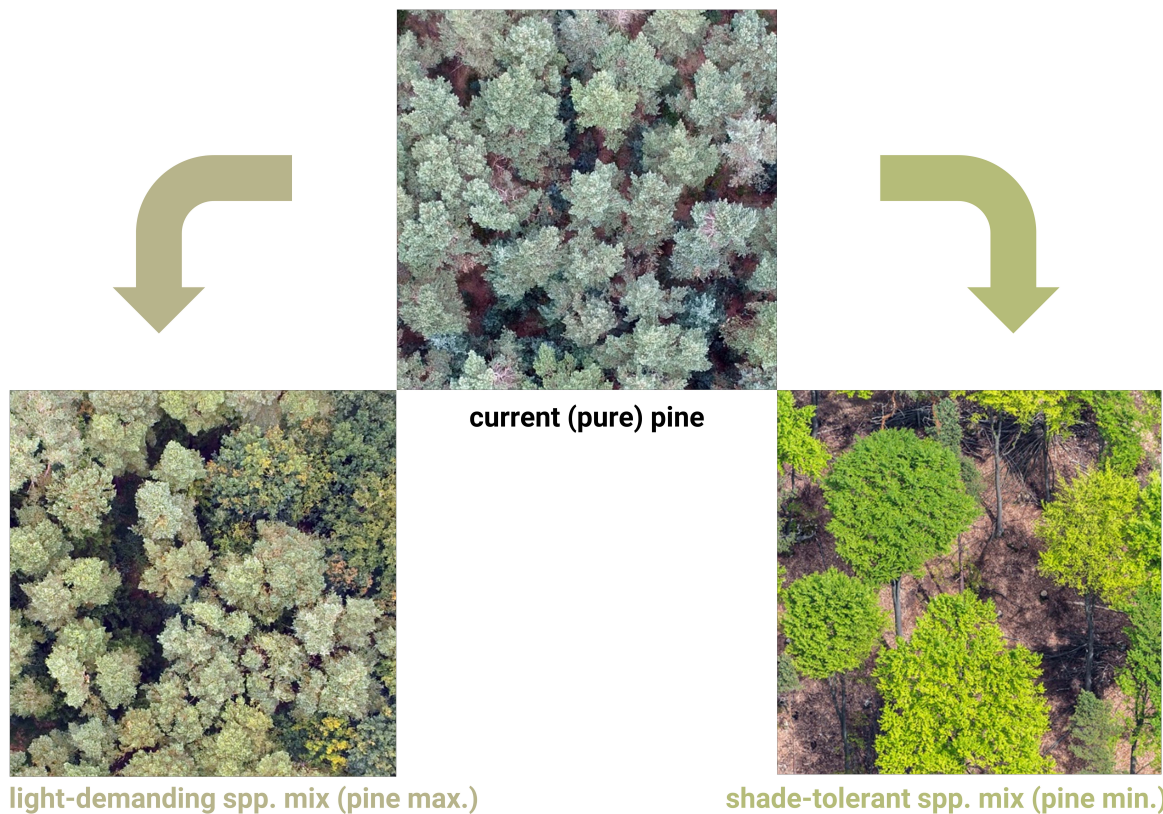 current (pure) pine
light-demanding spp. mix (pine max.)
shade-tolerant spp. mix (pine min.)